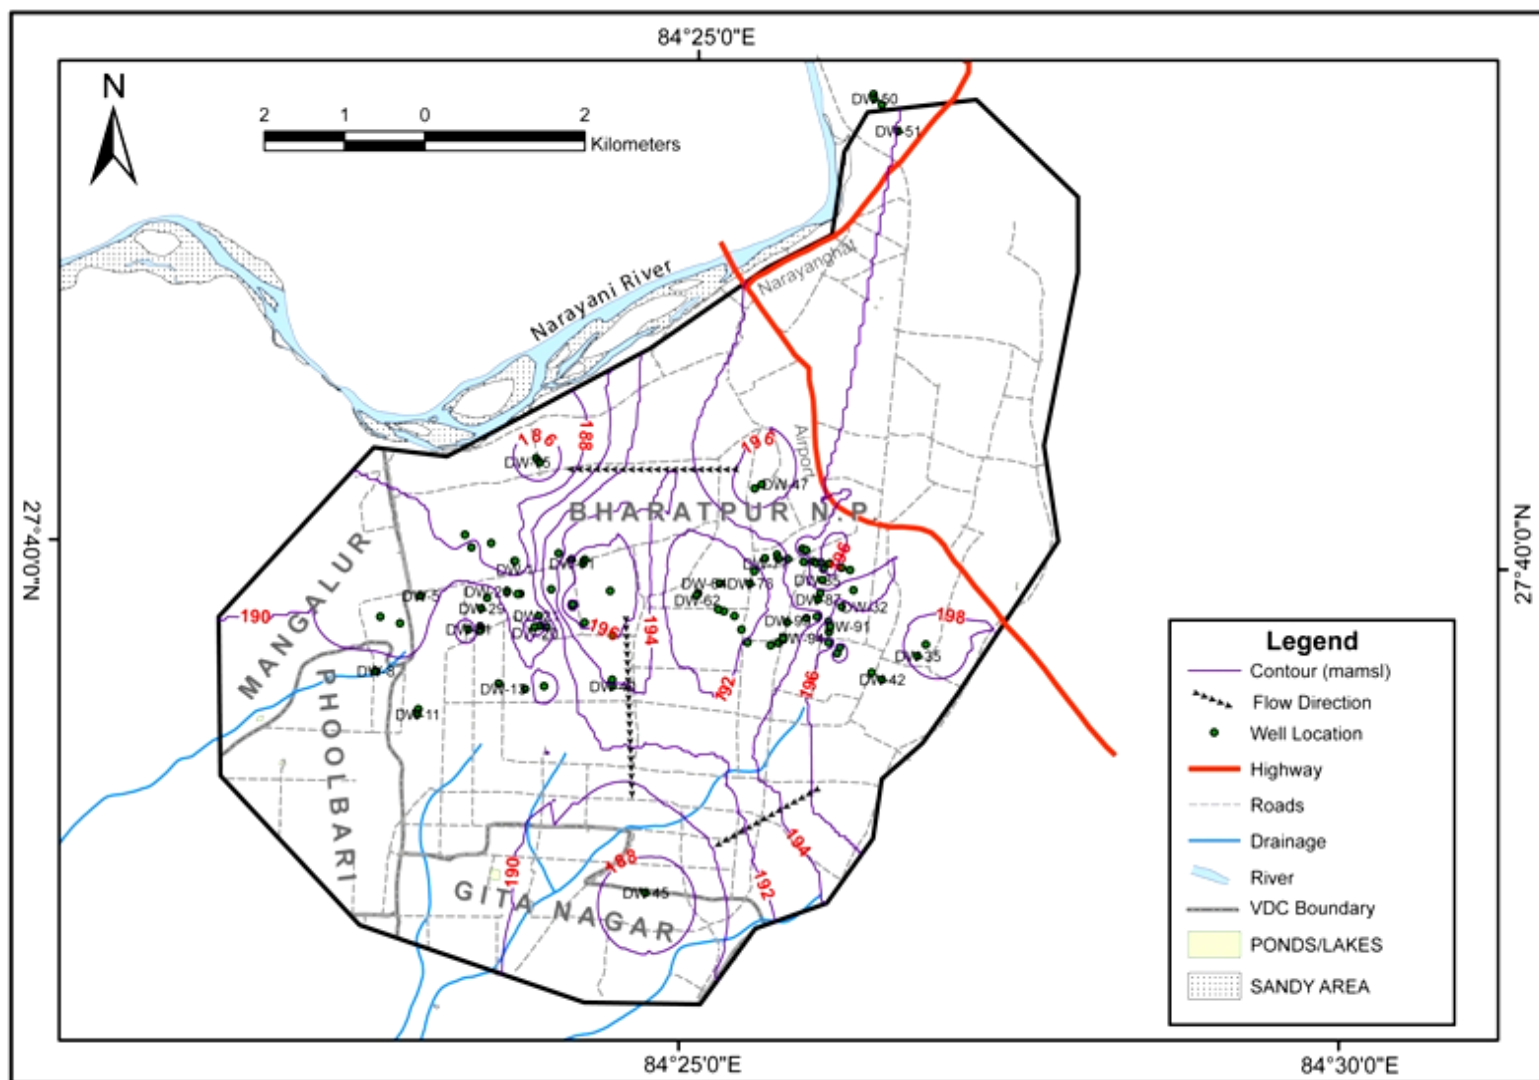 84°25'0"E
N
2 1 0 2
Kilometers
DW-50
DW-51
Narayani River
Narayanghat
Airport
186
188
196
DW-47
BHARATPUR N.P.
27°40'0"N
27°40'0"N
MANGALUR
196
DW-5
DW-29
DW-62
DW-73
DW-87
DW-32
DW-91
190
196
194
198
DW-35
DW-42
DW-8
DW-13
192
196
DW-11
PHOOLBARI
190
188
194
192
DW-45
GITA NAGAR
Legend
Contour (mamsl)
Flow Direction
Well Location
Highway
Roads
Drainage
River
VDC Boundary
PONDS/LAKES
SANDY AREA
84°25'0"E
84°30'0"E